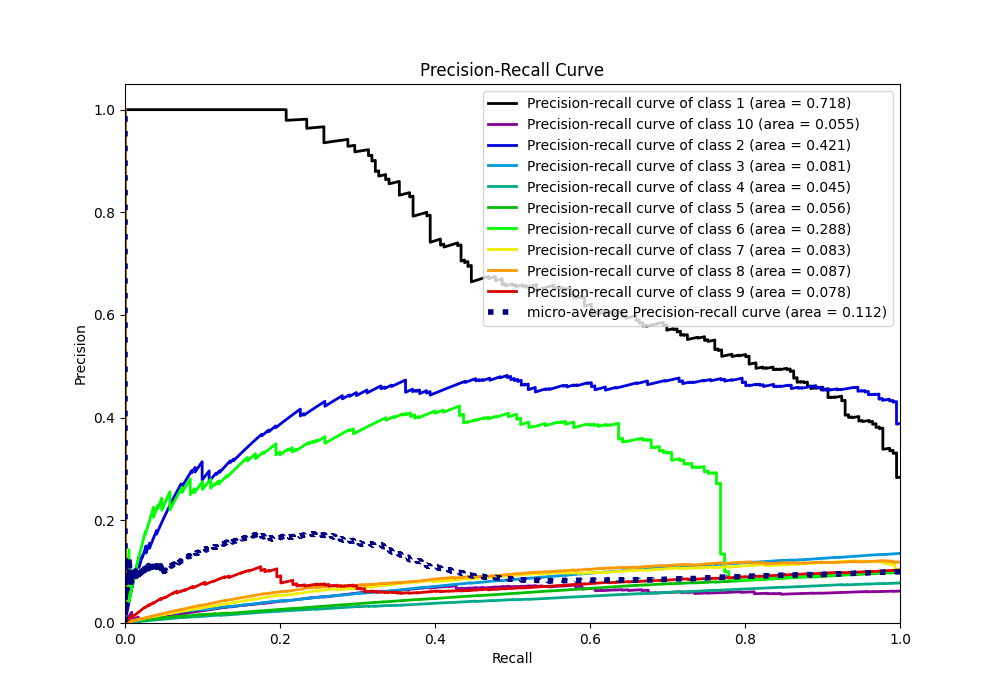 Precision-Recall Curve
Precision-recall curve of class 1 (area = 0.718)
Precision-recall curve of class 10 (area = 0.055)
Precision-recall curve of class 2 (area = 0.421)
Precision-recall curve of class 3 (area = 0.081)
Precision-recall curve of class 4 (area = 0.045)
Precision-recall curve of class 5 (area = 0.056)
Precision-recall curve of class 6 (area = 0.288)
Precision-recall curve of class 7 (area = 0.083)
Precision-recall curve of class 8 (area = 0.087)
Precision-recall curve of class 9 (area = 0.078)
micro-average Precision-recall curve (area = 0.112)
Precision
1.0
0.8
0.6
0.4
0.2
0.0
0.0 0.2 0.4 0.6 0.8 1.0
Recall